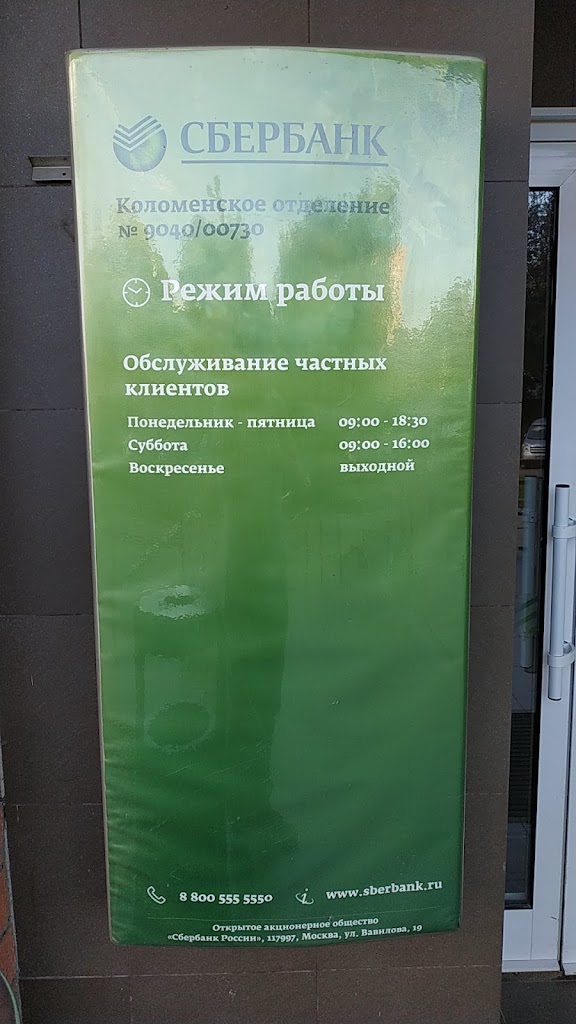 СБЕРБАНК
Коломенское отделение
№ 9040/00730
Режим работы
Обслуживание частных
клиентов
Понедельник - пятница 09:00 - 18:30
Суббота 09:00 - 16:00
Воскресенье выходной
8 800 555 5550 www.sberbank.ru
Открытое акционерное общество
«Сбербанк России», 117997, Москва, ул. Вавилова, 19